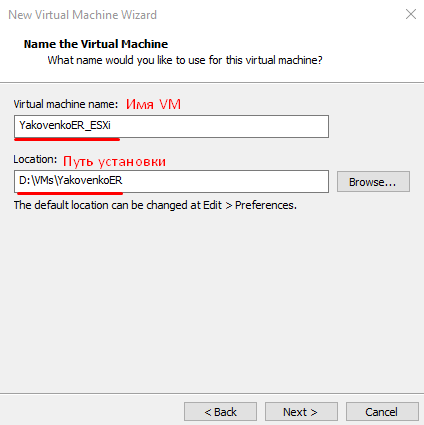 New Virtual Machine Wizard
Name the Virtual Machine
What name would you like to use for this virtual machine?
Virtual machine name: Имя VM
YakovenkoER_ESXi
Location: Путь установки
D:\VMs\YakovenkoER
Browse...
The default location can be changed at Edit > Preferences.
< Back Next > Cancel